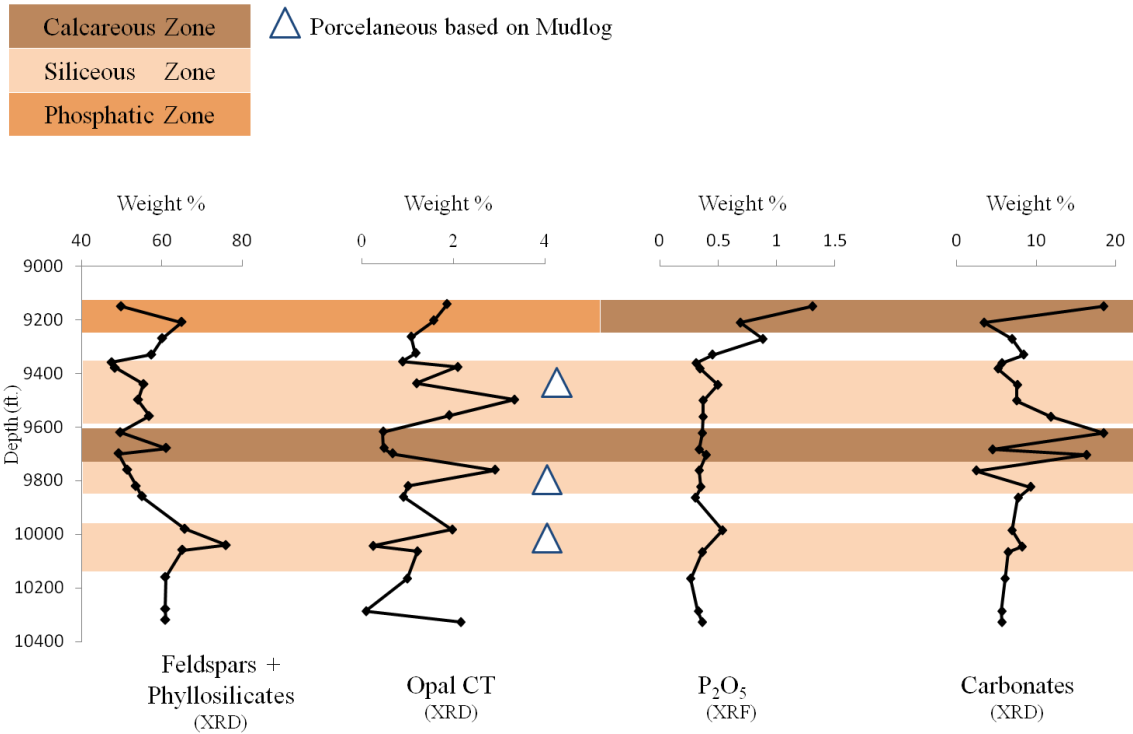 Calcareous Zone
Siliceous Zone
Phosphatic Zone
Porcelaneous based on Mudlog
Weight % Weight % Weight % Weight %
40 60 80 0 2 4 0 0.5 1 1.5 0 10 20
9000
9200
9400
9600
9800
10000
10200
10400
Depth (ft.)
Feldspars +
Phyllosilicates
(XRD)
Opal CT
(XRD)
P₂O₅
(XRF)
Carbonates
(XRD)